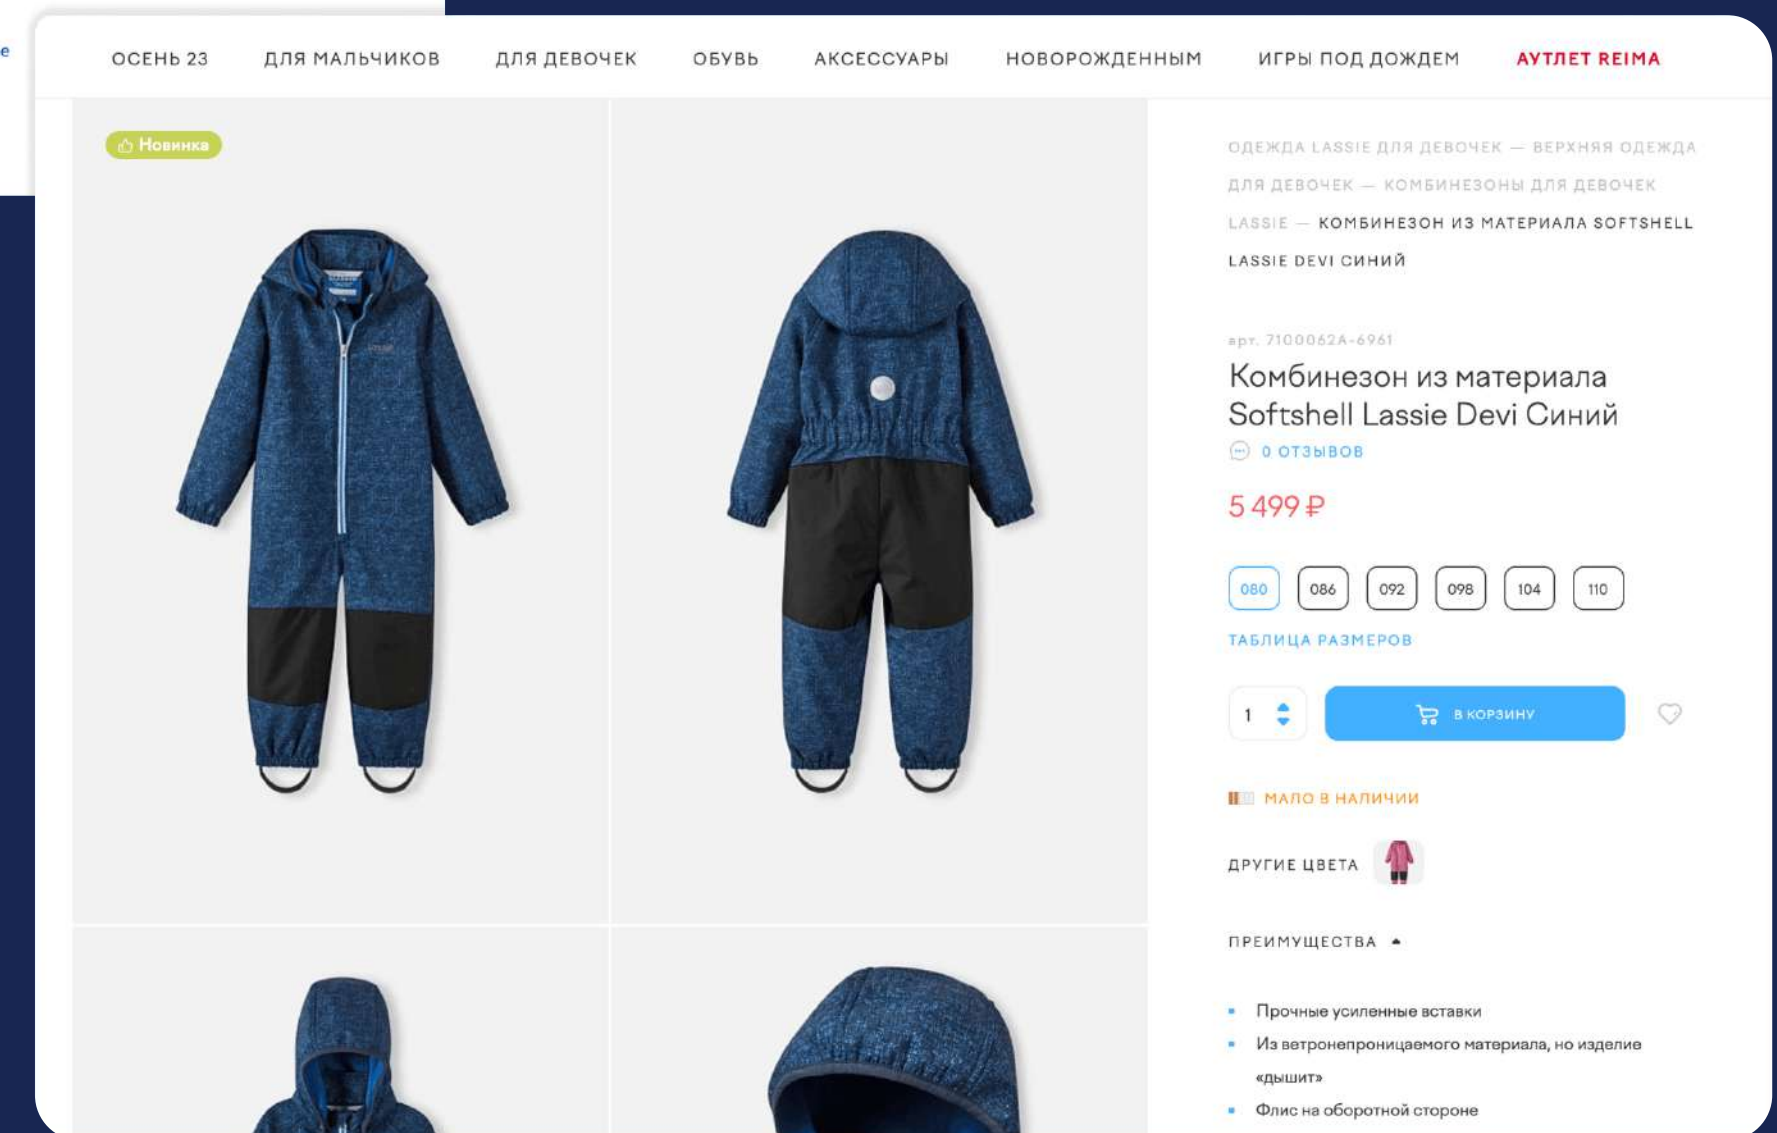 е
ОСЕНЬ 23 ДЛЯ МАЛЬЧИКОВ ДЛЯ ДЕВОЧЕК ОБУВЬ АКСЕССУАРЫ НОВОРОЖДЕННЫМ ИГРЫ ПОД ДОЖДЕМ АУТЛЕТ REIMA
Новинка
ОДЕЖДА LASSIE ДЛЯ ДЕВОЧЕК — ВЕРХНЯЯ ОДЕЖДА
ДЛЯ ДЕВОЧЕК — КОМБИНЕЗОНЫ ДЛЯ ДЕВОЧЕК
LASSIE — КОМБИНЕЗОН ИЗ МАТЕРИАЛА SOFTSHELL
LASSIE DEVI СИНИЙ
арт. 7100062A-6961
Комбинезон из материала
Softshell Lassie Devi Синий
0 ОТЗЫВОВ
5 499 ₽
080 086 092 098 104 110
ТАБЛИЦА РАЗМЕРОВ
1 В КОРЗИНУ
МАЛО В НАЛИЧИИ
ДРУГИЕ ЦВЕТА
ПРЕИМУЩЕСТВА
Прочные усиленные вставки
Из ветронепроницаемого материала, но изделие
«дышит»
Флис на оборотной стороне